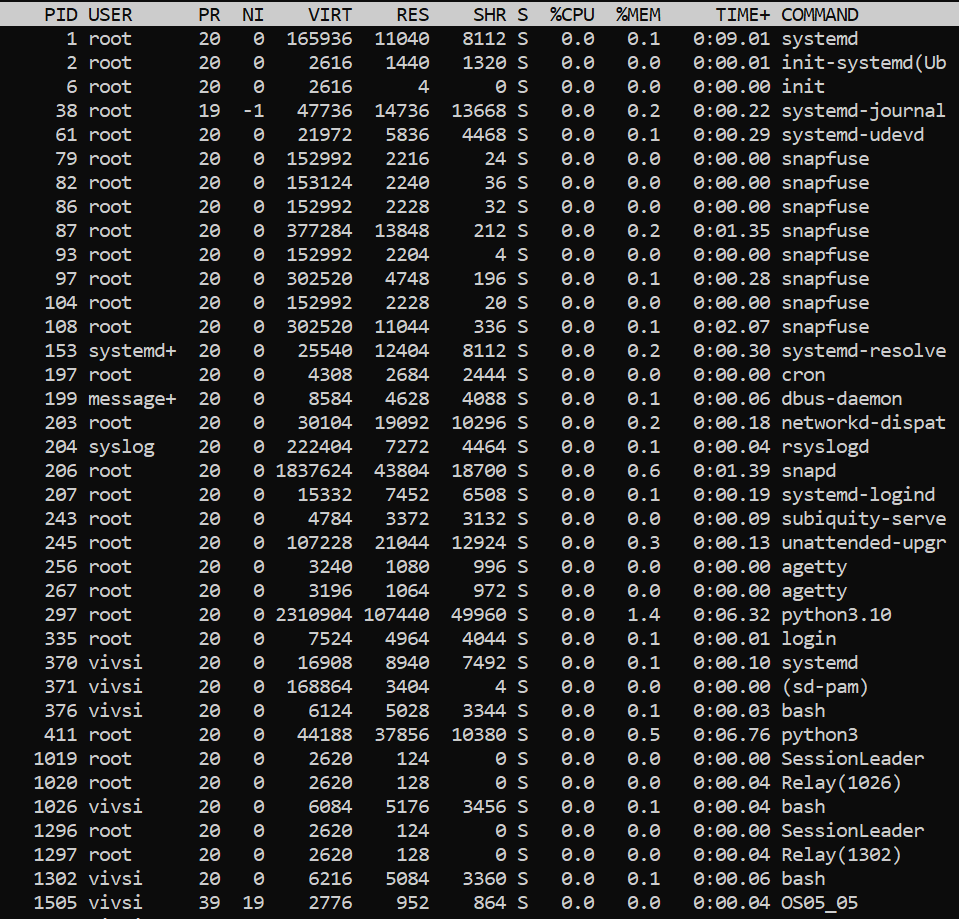 PID USER PR NI VIRT RES SHR S %CPU %MEM TIME+ COMMAND
1 root 20 0 165936 11040 8112 S 0.0 0.1 0:09.01 systemd
2 root 20 0 2616 1440 1320 S 0.0 0.0 0:00.01 init-systemd(Ub
6 root 20 0 2616 4 0 S 0.0 0.0 0:00.00 init
38 root 19 -1 47736 14736 13668 S 0.0 0.2 0:00.22 systemd-journal
61 root 20 0 21972 5836 4468 S 0.0 0.1 0:00.29 systemd-udevd
79 root 20 0 152992 2216 24 S 0.0 0.0 0:00.00 snapfuse
82 root 20 0 153124 2240 36 S 0.0 0.0 0:00.00 snapfuse
86 root 20 0 152992 2228 32 S 0.0 0.0 0:00.00 snapfuse
87 root 20 0 377284 13848 212 S 0.0 0.2 0:01.35 snapfuse
93 root 20 0 152992 2204 4 S 0.0 0.0 0:00.00 snapfuse
97 root 20 0 302520 4748 196 S 0.0 0.1 0:00.28 snapfuse
104 root 20 0 152992 2228 20 S 0.0 0.0 0:00.00 snapfuse
108 root 20 0 302520 11044 336 S 0.0 0.1 0:02.07 snapfuse
153 systemd+ 20 0 25540 12404 8112 S 0.0 0.2 0:00.30 systemd-resolve
197 root 20 0 4308 2684 2444 S 0.0 0.0 0:00.00 cron
199 message+ 20 0 8584 4628 4088 S 0.0 0.1 0:00.06 dbus-daemon
203 root 20 0 30104 19092 10296 S 0.0 0.2 0:00.18 networkd-dispat
204 syslog 20 0 222404 7272 4464 S 0.0 0.1 0:00.04 rsyslogd
206 root 20 0 1837624 43804 18700 S 0.0 0.6 0:01.39 snapd
207 root 20 0 15332 7452 6508 S 0.0 0.1 0:00.19 systemd-logind
243 root 20 0 4784 3372 3132 S 0.0 0.0 0:00.09 subiquity-serve
245 root 20 0 107228 21044 12924 S 0.0 0.3 0:00.13 unattended-upgr
256 root 20 0 3240 1080 996 S 0.0 0.0 0:00.00 agetty
267 root 20 0 3196 1064 972 S 0.0 0.0 0:00.00 agetty
297 root 20 0 2310904 107440 49960 S 0.0 1.4 0:06.32 python3.10
335 root 20 0 7524 4964 4044 S 0.0 0.1 0:00.01 login
370 vivsi 20 0 16908 8940 7492 S 0.0 0.1 0:00.10 systemd
371 vivsi 20 0 168864 3404 4 S 0.0 0.0 0:00.00 (sd-pam)
376 vivsi 20 0 6124 5028 3344 S 0.0 0.1 0:00.03 bash
411 root 20 0 44188 37856 10380 S 0.0 0.5 0:06.76 python3
1019 root 20 0 2620 124 0 S 0.0 0.0 0:00.00 SessionLeader
1020 root 20 0 2620 128 0 S 0.0 0.0 0:00.04 Relay(1026)
1026 vivsi 20 0 6084 5176 3456 S 0.0 0.1 0:00.04 bash
1296 root 20 0 2620 124 0 S 0.0 0.0 0:00.00 SessionLeader
1297 root 20 0 2620 128 0 S 0.0 0.0 0:00.04 Relay(1302)
1302 vivsi 20 0 6216 5084 3360 S 0.0 0.1 0:00.06 bash
1505 vivsi 39 19 2776 952 864 S 0.0 0.0 0:00.04 OS05_05